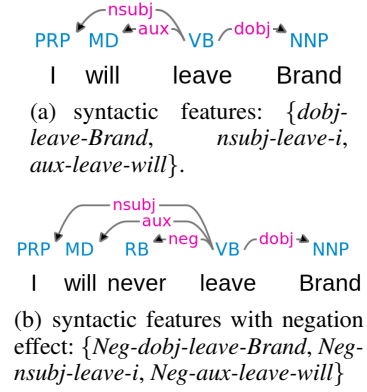 nsubj
aux dobj
PRP MD VB NNP
I will leave Brand
(a) syntactic features: {dobj-
leave-Brand, nsubj-leave-i,
aux-leave-will}.
nsubj
aux
neg dobj
PRP MD RB VB NNP
I will never leave Brand
(b) syntactic features with negation
effect: {Neg-dobj-leave-Brand, Neg-
nsubj-leave-i, Neg-aux-leave-will}